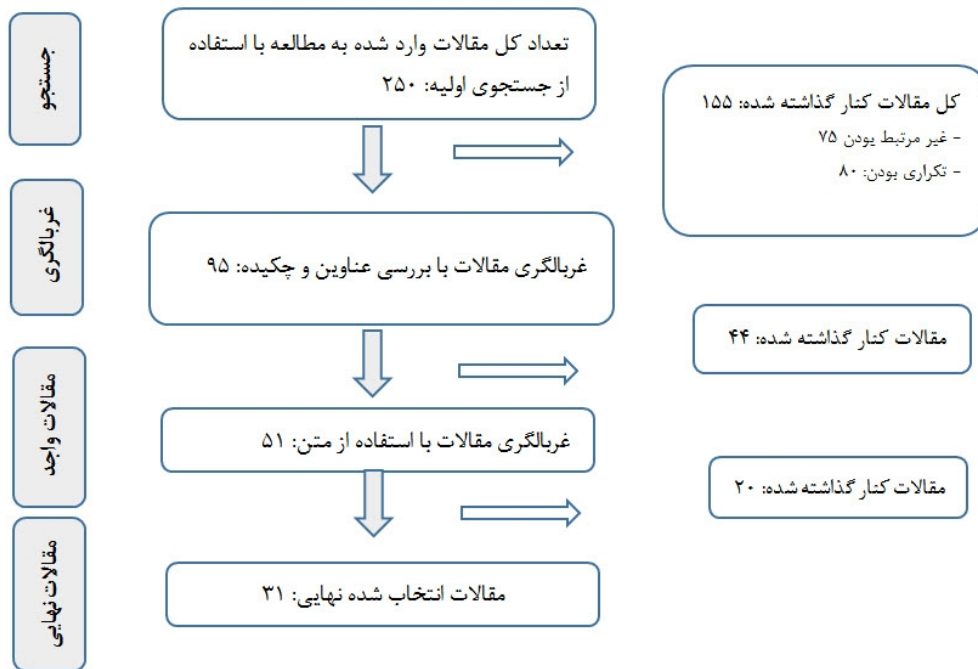 جستجو
تعداد کل مقالات وارد شده به مطالعه با استفاده
از جستجوی اولیه: ۲۵۰
کل مقالات کنار گذاشته شده: ۱۵۵
- غیر مرتبط بودن ۷۵
- تکراری بودن: ۸۰
غربالگری
غربالگری مقالات با بررسی عناوین و چکیده: ۹۵
مقالات کنار گذاشته شده: ۴۴
مقالات واجد
غربالگری مقالات با استفاده از متن: ۵۱
مقالات کنار گذاشته شده: ۲۰
مقالات نهایی
مقالات انتخاب شده نهایی: ۳۱